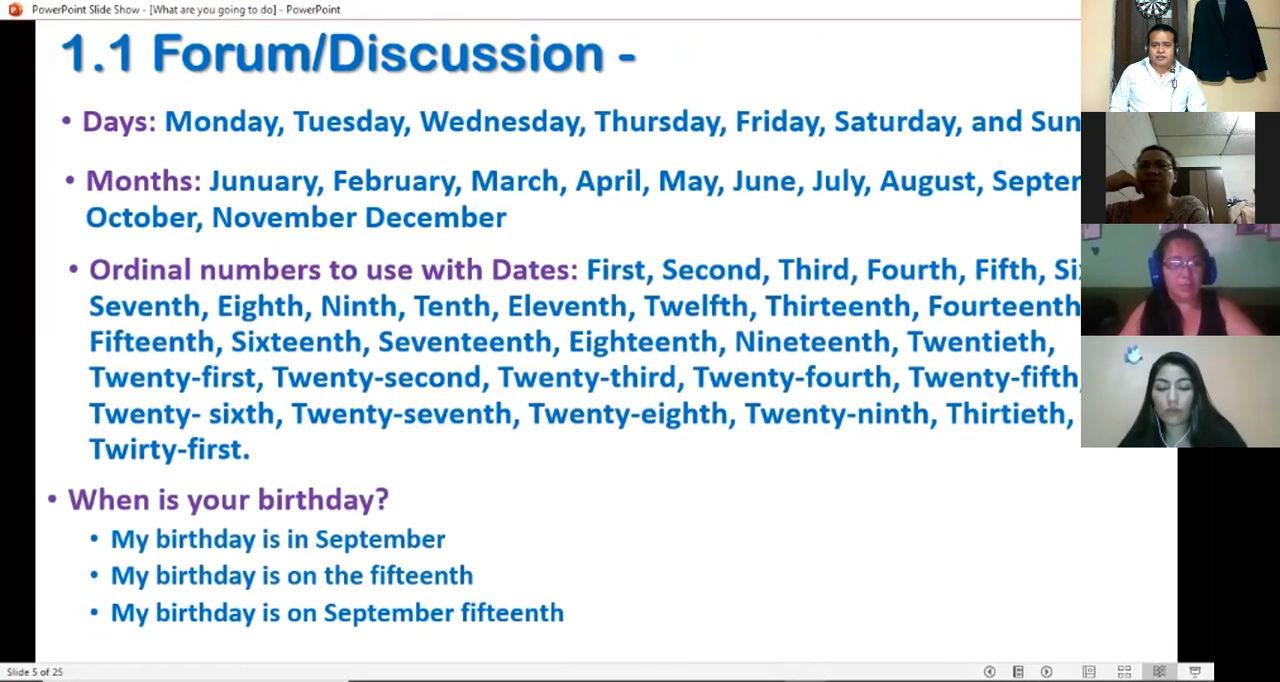 PowerPoint Slide Show - [What are you going to do] - PowerPoint
1.1 Forum/Discussion -
• Days: Monday, Tuesday, Wednesday, Thursday, Friday, Saturday, and Sun
• Months: Junuary, February, March, April, May, June, July, August, Septer
October, November December
• Ordinal numbers to use with Dates: First, Second, Third, Fourth, Fifth, Si
Seventh, Eighth, Ninth, Tenth, Eleventh, Twelfth, Thirteenth, Fourteenth
Fifteenth, Sixteenth, Seventeenth, Eighteenth, Nineteenth, Twentieth,
Twenty-first, Twenty-second, Twenty-third, Twenty-fourth, Twenty-fifth,
Twenty- sixth, Twenty-seventh, Twenty-eighth, Twenty-ninth, Thirtieth,
Twirty-first.
• When is your birthday?
• My birthday is in September
• My birthday is on the fifteenth
• My birthday is on September fifteenth
Slide 5 of 25